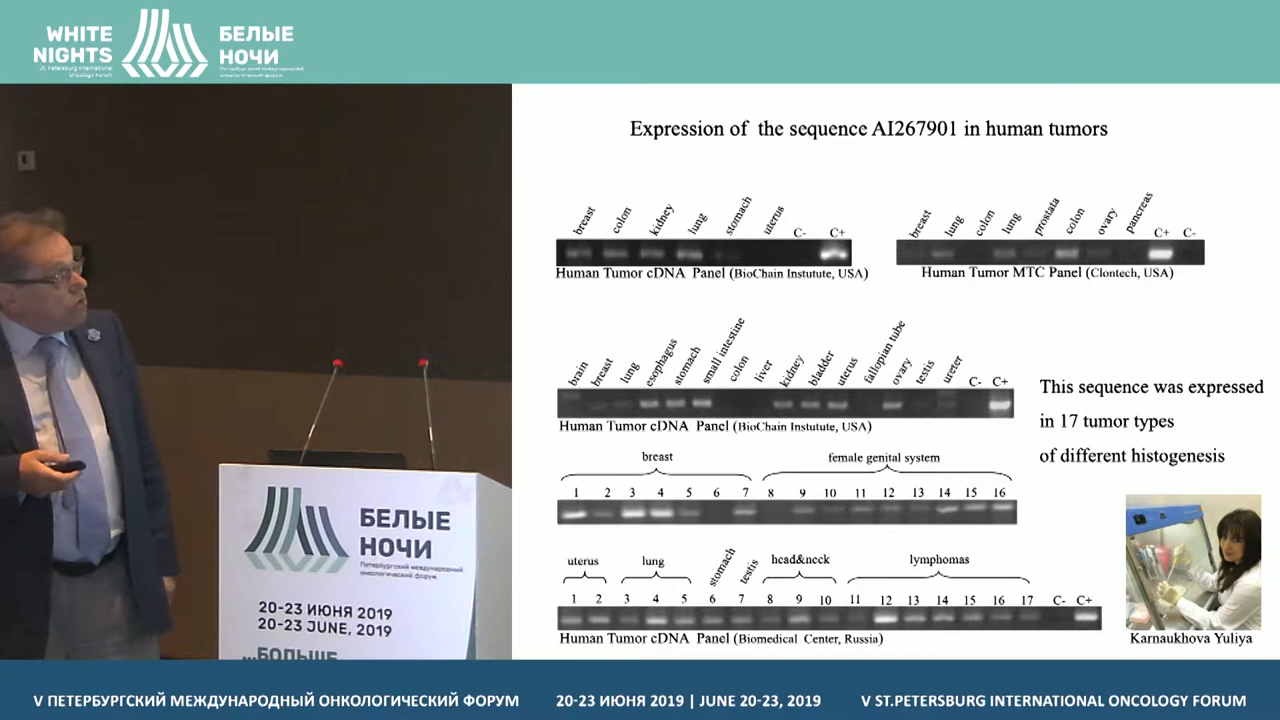 WHITE
NIGHTS
St. Petersburg International
Oncology Forum
БЕЛЫЕ
НОЧИ
Петербургский международный
онкологический форум
Expression of the sequence AI267901 in human tumors
breast colon kidney lung stomach uterus C- C+
Human Tumor cDNA Panel (BioChain Instutute, USA)
breast lung colon lung prostata colon ovary pancreas C+ C-
Human Tumor MTC Panel (Clontech, USA)
brain breast lung esophagus stomach small intestine colon liver kidney bladder uterus fallopian tube ovary testis ureter C- C+
Human Tumor cDNA Panel (BioChain Instutute, USA)
This sequence was expressed
in 17 tumor types
of different histogenesis
breast female genital system
1 2 3 4 5 6 7 8 9 10 11 12 13 14 15 16
uterus lung stomach testis head&neck lymphomas
1 2 3 4 5 6 7 8 9 10 11 12 13 14 15 16 17 C- C+
Human Tumor cDNA Panel (Biomedical Center, Russia)
Karnaukhova Yuliya
БЕЛЫЕ
НОЧИ
Петербургский международный
онкологический форум
20-23 ИЮНЯ 2019
20-23 JUNE, 2019
...БОЛЬШЕ
V ПЕТЕРБУРГСКИЙ МЕЖДУНАРОДНЫЙ ОНКОЛОГИЧЕСКИЙ ФОРУМ 20-23 ИЮНЯ 2019 | JUNE 20-23, 2019 V ST.PETERSBURG INTERNATIONAL ONCOLOGY FORUM